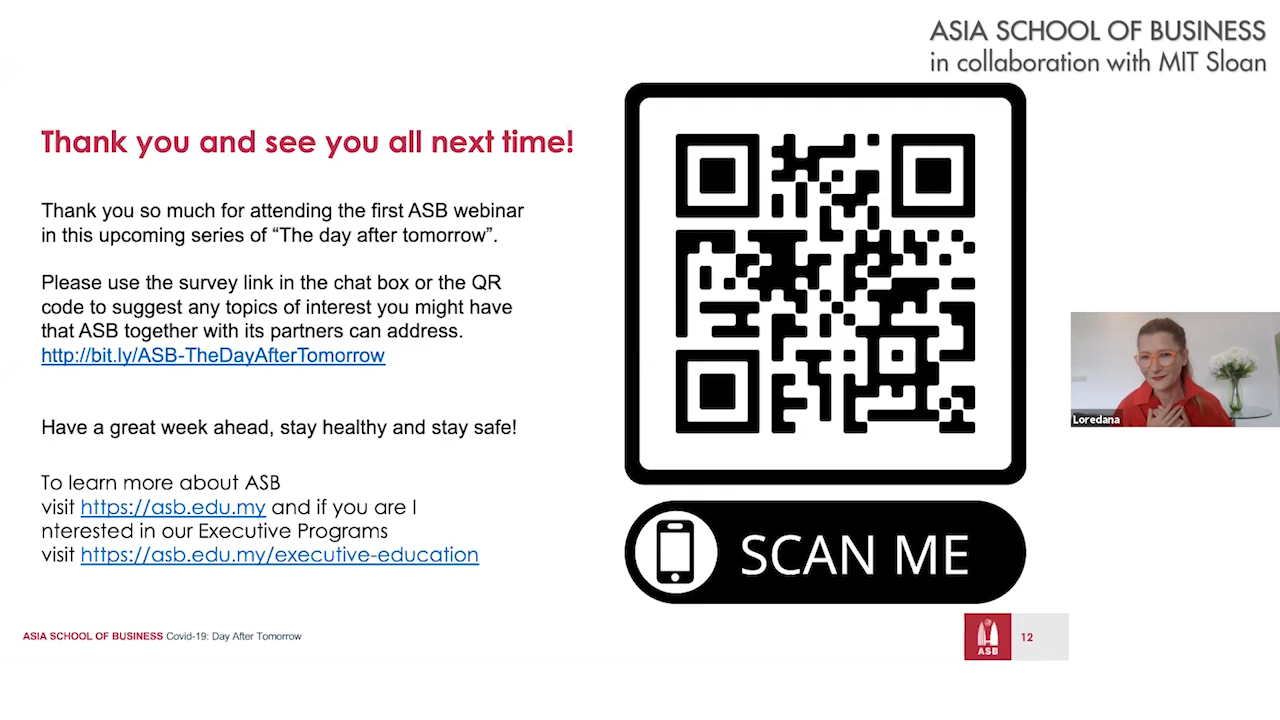 ASIA SCHOOL OF BUSINESS
in collaboration with MIT Sloan
Thank you and see you all next time!
Thank you so much for attending the first ASB webinar
in this upcoming series of “The day after tomorrow”.
Please use the survey link in the chat box or the QR
code to suggest any topics of interest you might have
that ASB together with its partners can address.
http://bit.ly/ASB-TheDayAfterTomorrow
Have a great week ahead, stay healthy and stay safe!
To learn more about ASB
visit https://asb.edu.my and if you are I
nterested in our Executive Programs
visit https://asb.edu.my/executive-education
SCAN ME
Loredana
ASIA SCHOOL OF BUSINESS Covid-19: Day After Tomorrow
ASB
12